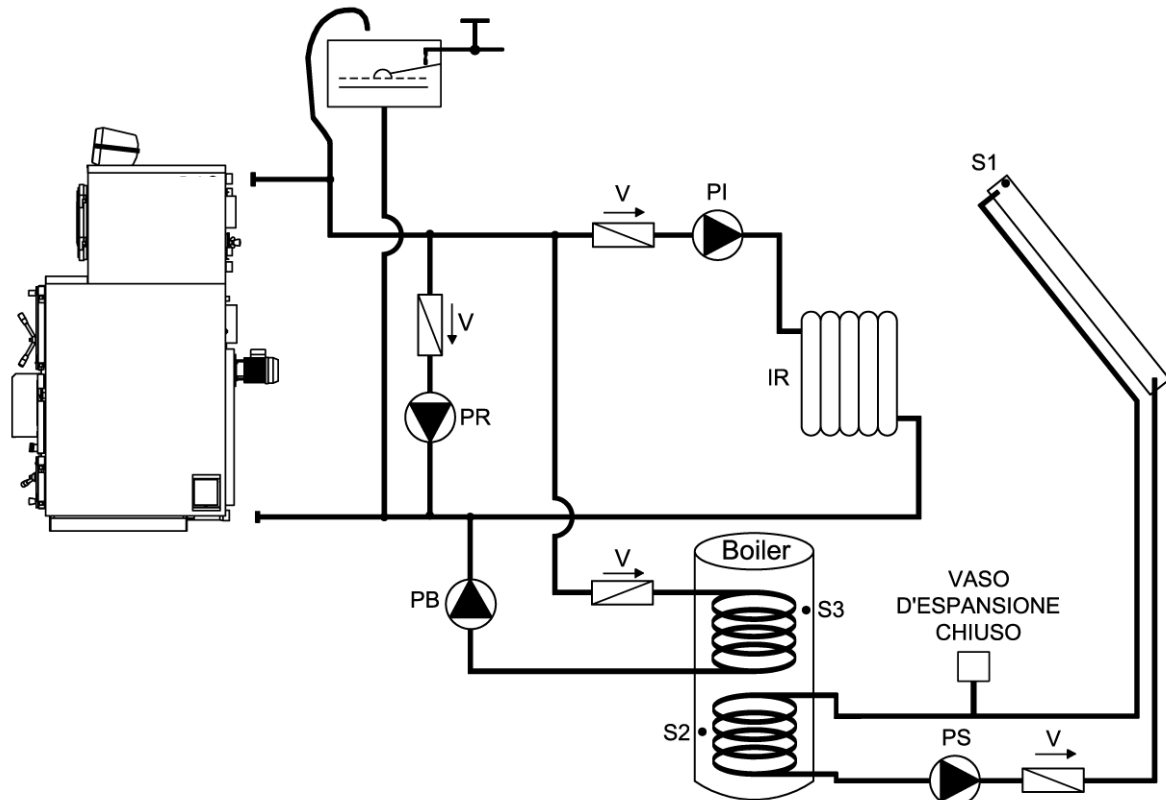 S1
V
PI
V
IR
PR
Boiler
V
VASO
D'ESPANSIONE
CHIUSO
PB
S3
S2
PS
V